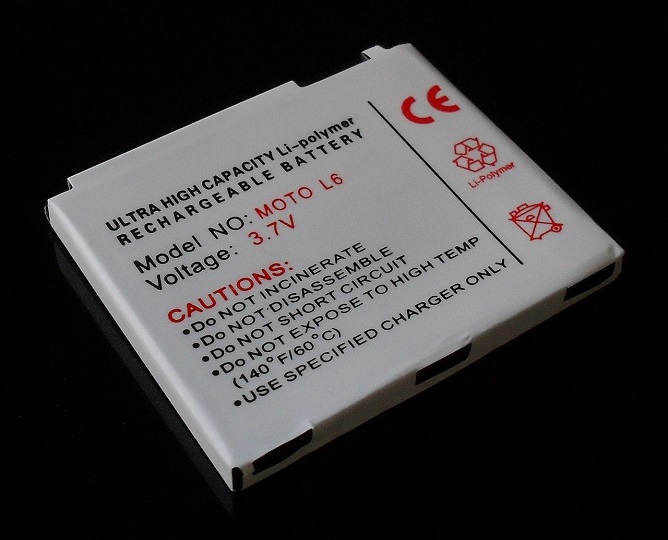 ULTRA HIGH CAPACITY Li-polymer
RECHARGEABLE BATTERY
Model NO: MOTO L6
Voltage: 3.7V
CAUTIONS:
•Do NOT INCINERATE
•Do NOT DISASSEMBLE
•Do NOT SHORT CIRCUIT
•Do NOT EXPOSE TO HIGH TEMP
(140°F/60°C)
•USE SPECIFIED CHARGER ONLY
CE
Li-Polymer